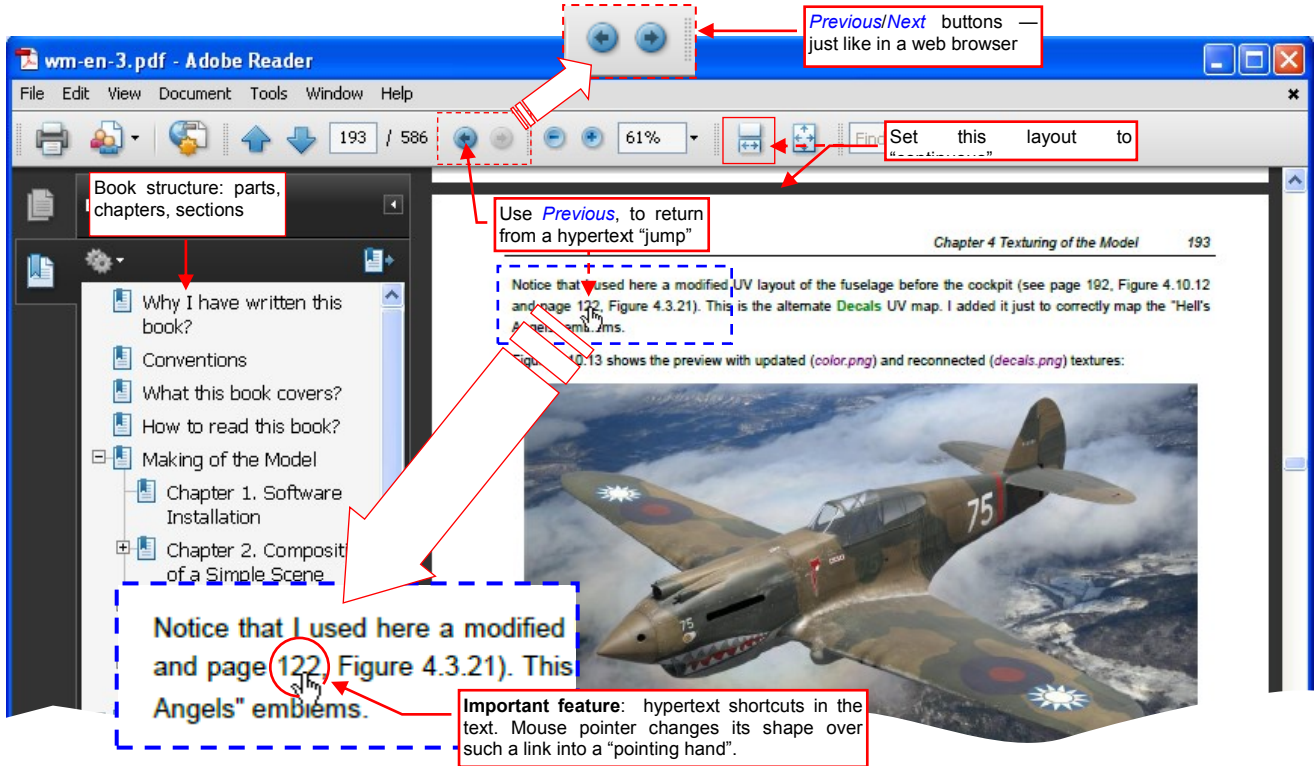 Previous/Next buttons —
just like in a web browser
wm-en-3.pdf - Adobe Reader
File Edit View Document Tools Window Help
193 / 586
61%
Find
Set this layout to
“continuous”
Book structure: parts,
chapters, sections
Use Previous, to return
from a hypertext “jump”
Chapter 4 Texturing of the Model 193
Notice that I used here a modified UV layout of the fuselage before the cockpit (see page 192, Figure 4.10.12
and page 122, Figure 4.3.21). This is the alternate Decals UV map. I added it just to correctly map the "Hell's
Angels" emblems.
10.13 shows the preview with updated (color.png) and reconnected (decals.png) textures:
Why I have written this
book?
Conventions
What this book covers?
How to read this book?
Making of the Model
Chapter 1. Software
Installation
Chapter 2. Compositi
of a Simple Scene
75
75
Notice that I used here a modified
and page 122, Figure 4.3.21). This
Angels" emblems.
Important feature: hypertext shortcuts in the
text. Mouse pointer changes its shape over
such a link into a “pointing hand”.